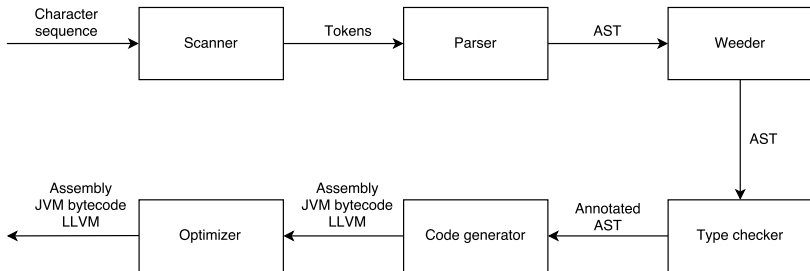 Character
sequence
Scanner
Tokens
Parser
AST
Weeder
AST
Type checker
Annotated
AST
Code generator
Assembly
JVM bytecode
LLVM
Optimizer
Assembly
JVM bytecode
LLVM